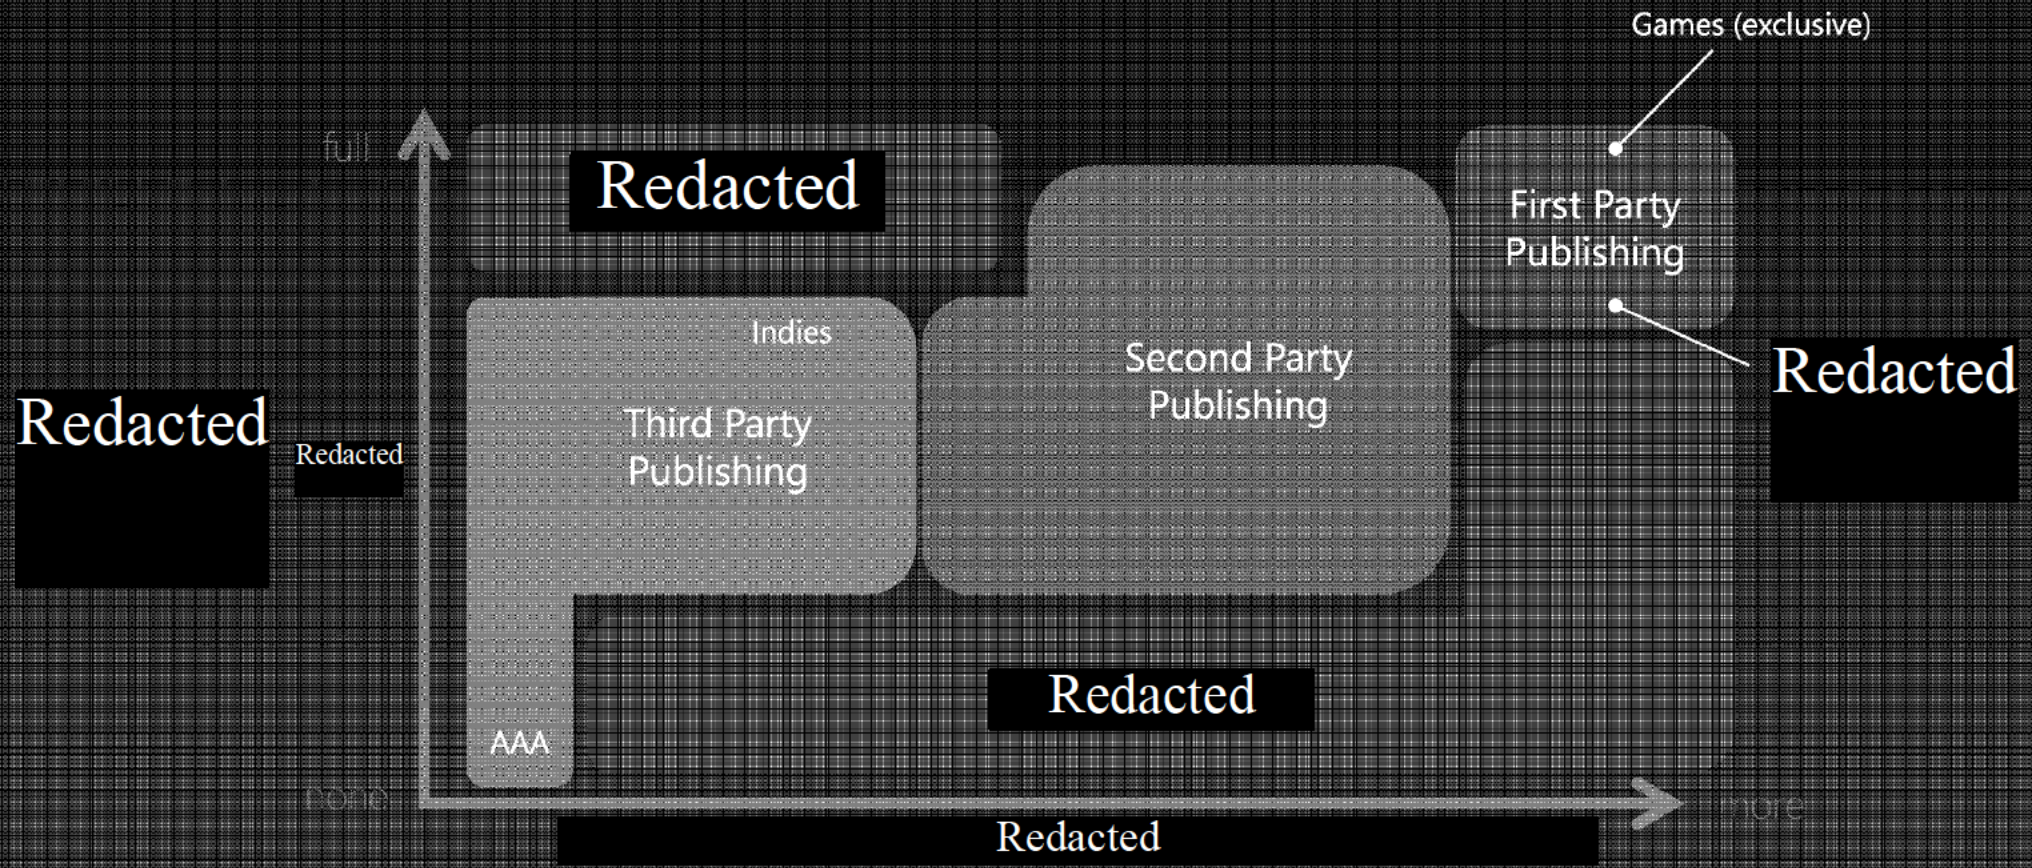 Games (exclusive)
full
Redacted
First Party
Publishing
Indies
Second Party
Publishing
Redacted
Redacted
Third Party
Publishing
Redacted
Redacted
AAA
none
more
Redacted